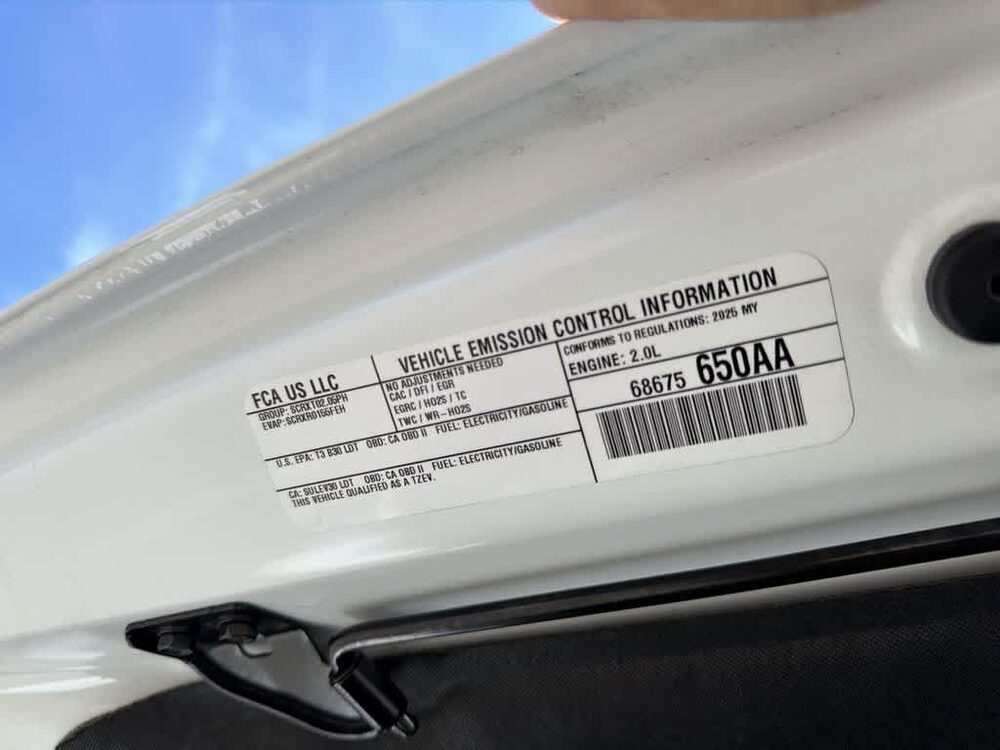 FCA US LLC
VEHICLE EMISSION CONTROL INFORMATION
GROUP: SCRXT02.05PH
EVAP: SCRXR0155FEH
NO ADJUSTMENTS NEEDED
CAC / DFI / EGR
EGRC / HO2S / TC
TWC / WR-HO2S
CONFORMS TO REGULATIONS: 2025 MY
ENGINE: 2.0L
68675 650AA
U.S. EPA: T3 B30 LDT OBD: CA OBD II FUEL: ELECTRICITY/GASOLINE
CA: SULEV30 LDT OBD: CA OBD II FUEL: ELECTRICITY/GASOLINE
THIS VEHICLE QUALIFIED AS A TZEV.